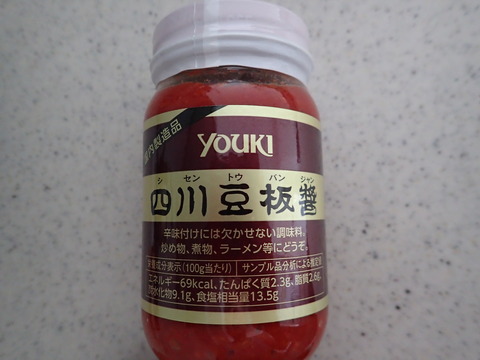 国内製造品
YOUKI
シセントウバンジャン
四川豆板醤
辛味付けには欠かせない調味料。
炒め物、煮物、ラーメン等にどうぞ。
栄養成分表示(100g当たり) サンプル品分析による推定値
エネルギー69kcal、たんぱく質2.3g、脂質2.6g、
炭水化物9.1g、食塩相当量13.5g